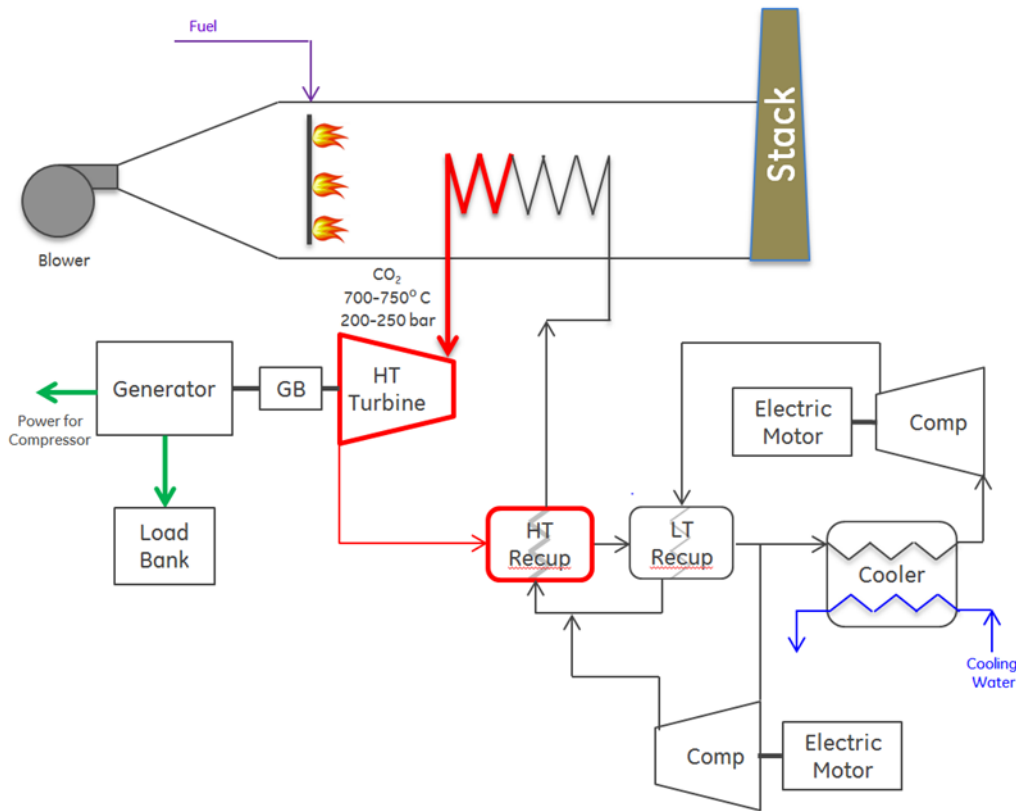 Fuel
Stack
Blower
CO₂
700-750° C
200-250 bar
Generator
GB
HT
Turbine
Power for
Compressor
Load
Bank
Electric
Motor
Comp
HT
Recup
LT
Recup
Cooler
Cooling
Water
Comp
Electric
Motor